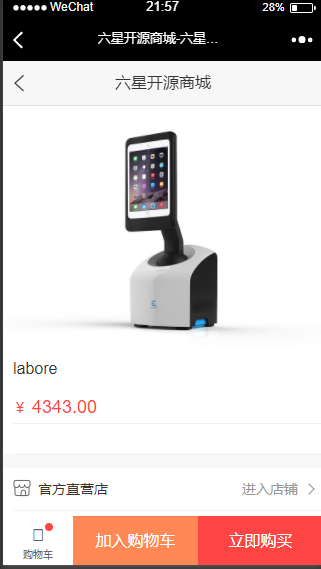 WeChat 21:57 28%
六星开源商城-六星...
六星开源商城
labore
¥ 4343.00
官方直营店 进入店铺
购物车 加入购物车 立即购买